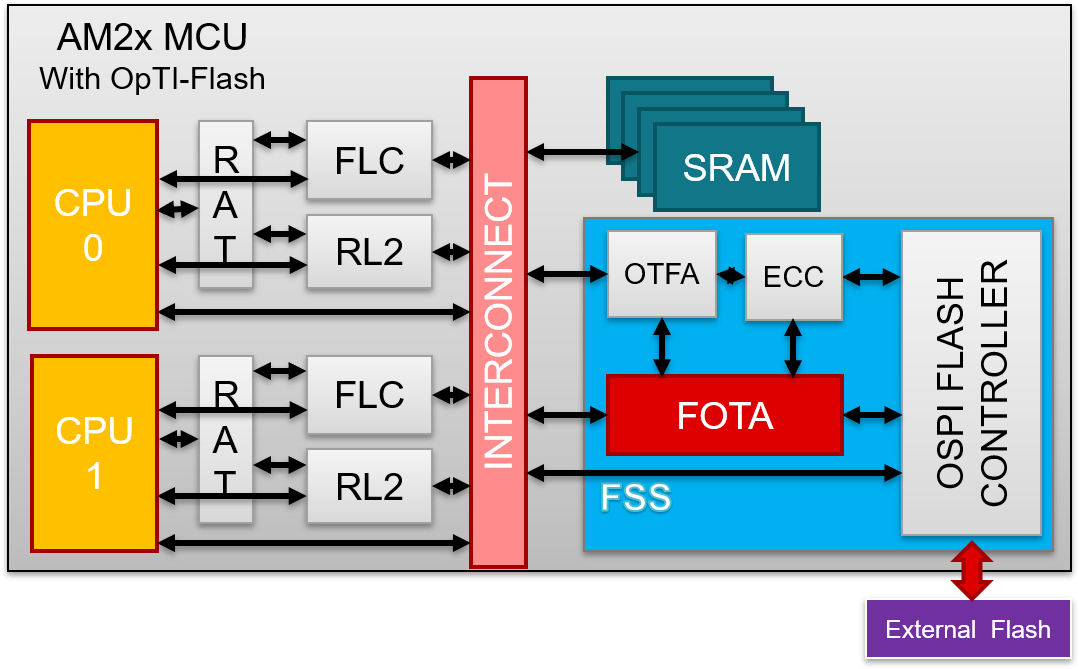 AM2x MCU
With OpTI-Flash
CPU
0
R
A
T
FLC
RL2
CPU
1
R
A
T
FLC
RL2
INTERCONNECT
SRAM
OTFA
ECC
FOTA
FSS
OSPI FLASH
CONTROLLER
External Flash